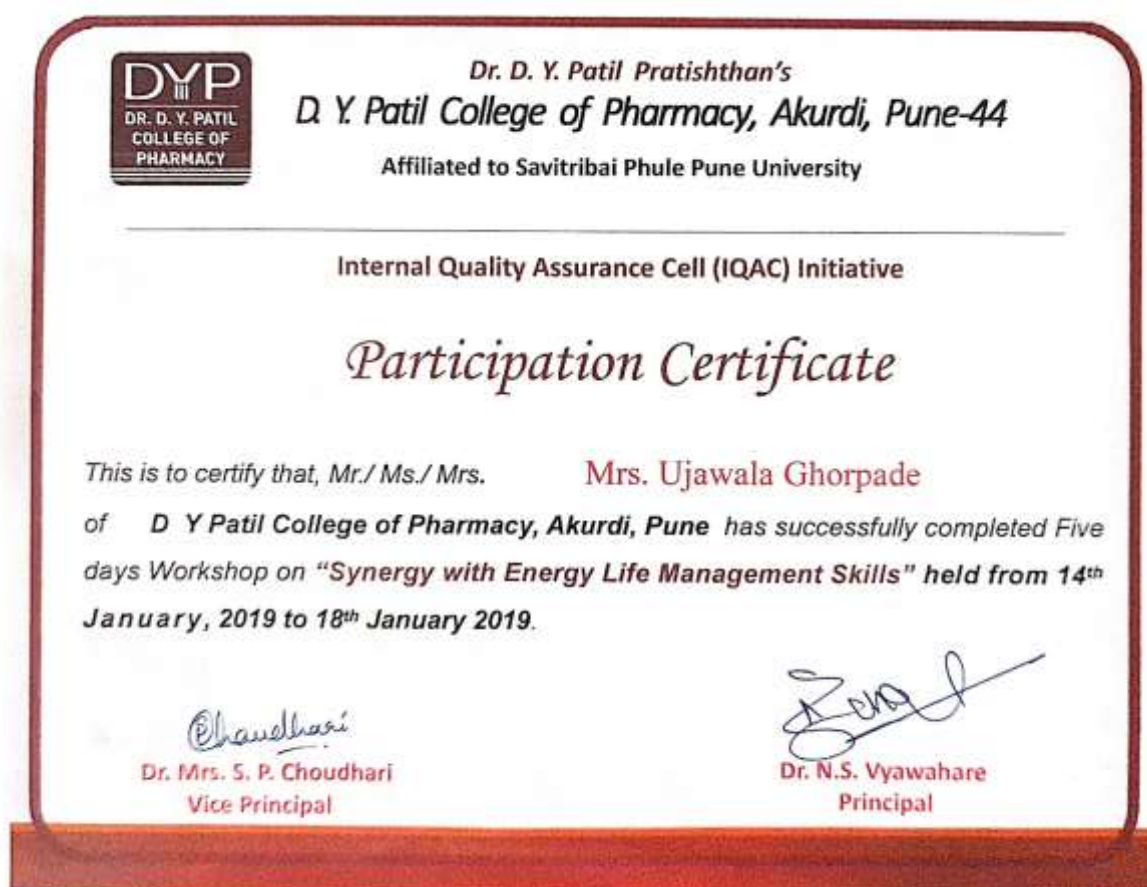 DYP
DR. D. Y. PATIL
COLLEGE OF
PHARMACY
Dr. D. Y. Patil Pratishthan's
D. Y. Patil College of Pharmacy, Akurdi, Pune-44
Affiliated to Savitribai Phule Pune University
Internal Quality Assurance Cell (IQAC) Initiative
Participation Certificate
This is to certify that, Mr./ Ms./ Mrs. Mrs. Ujawala Ghorpade
of D Y Patil College of Pharmacy, Akurdi, Pune has successfully completed Five
days Workshop on “Synergy with Energy Life Management Skills” held from 14th
January, 2019 to 18th January 2019.
Chaudhari
Dr. Mrs. S. P. Choudhari
Vice Principal
Dr. N.S. Vyawahare
Principal